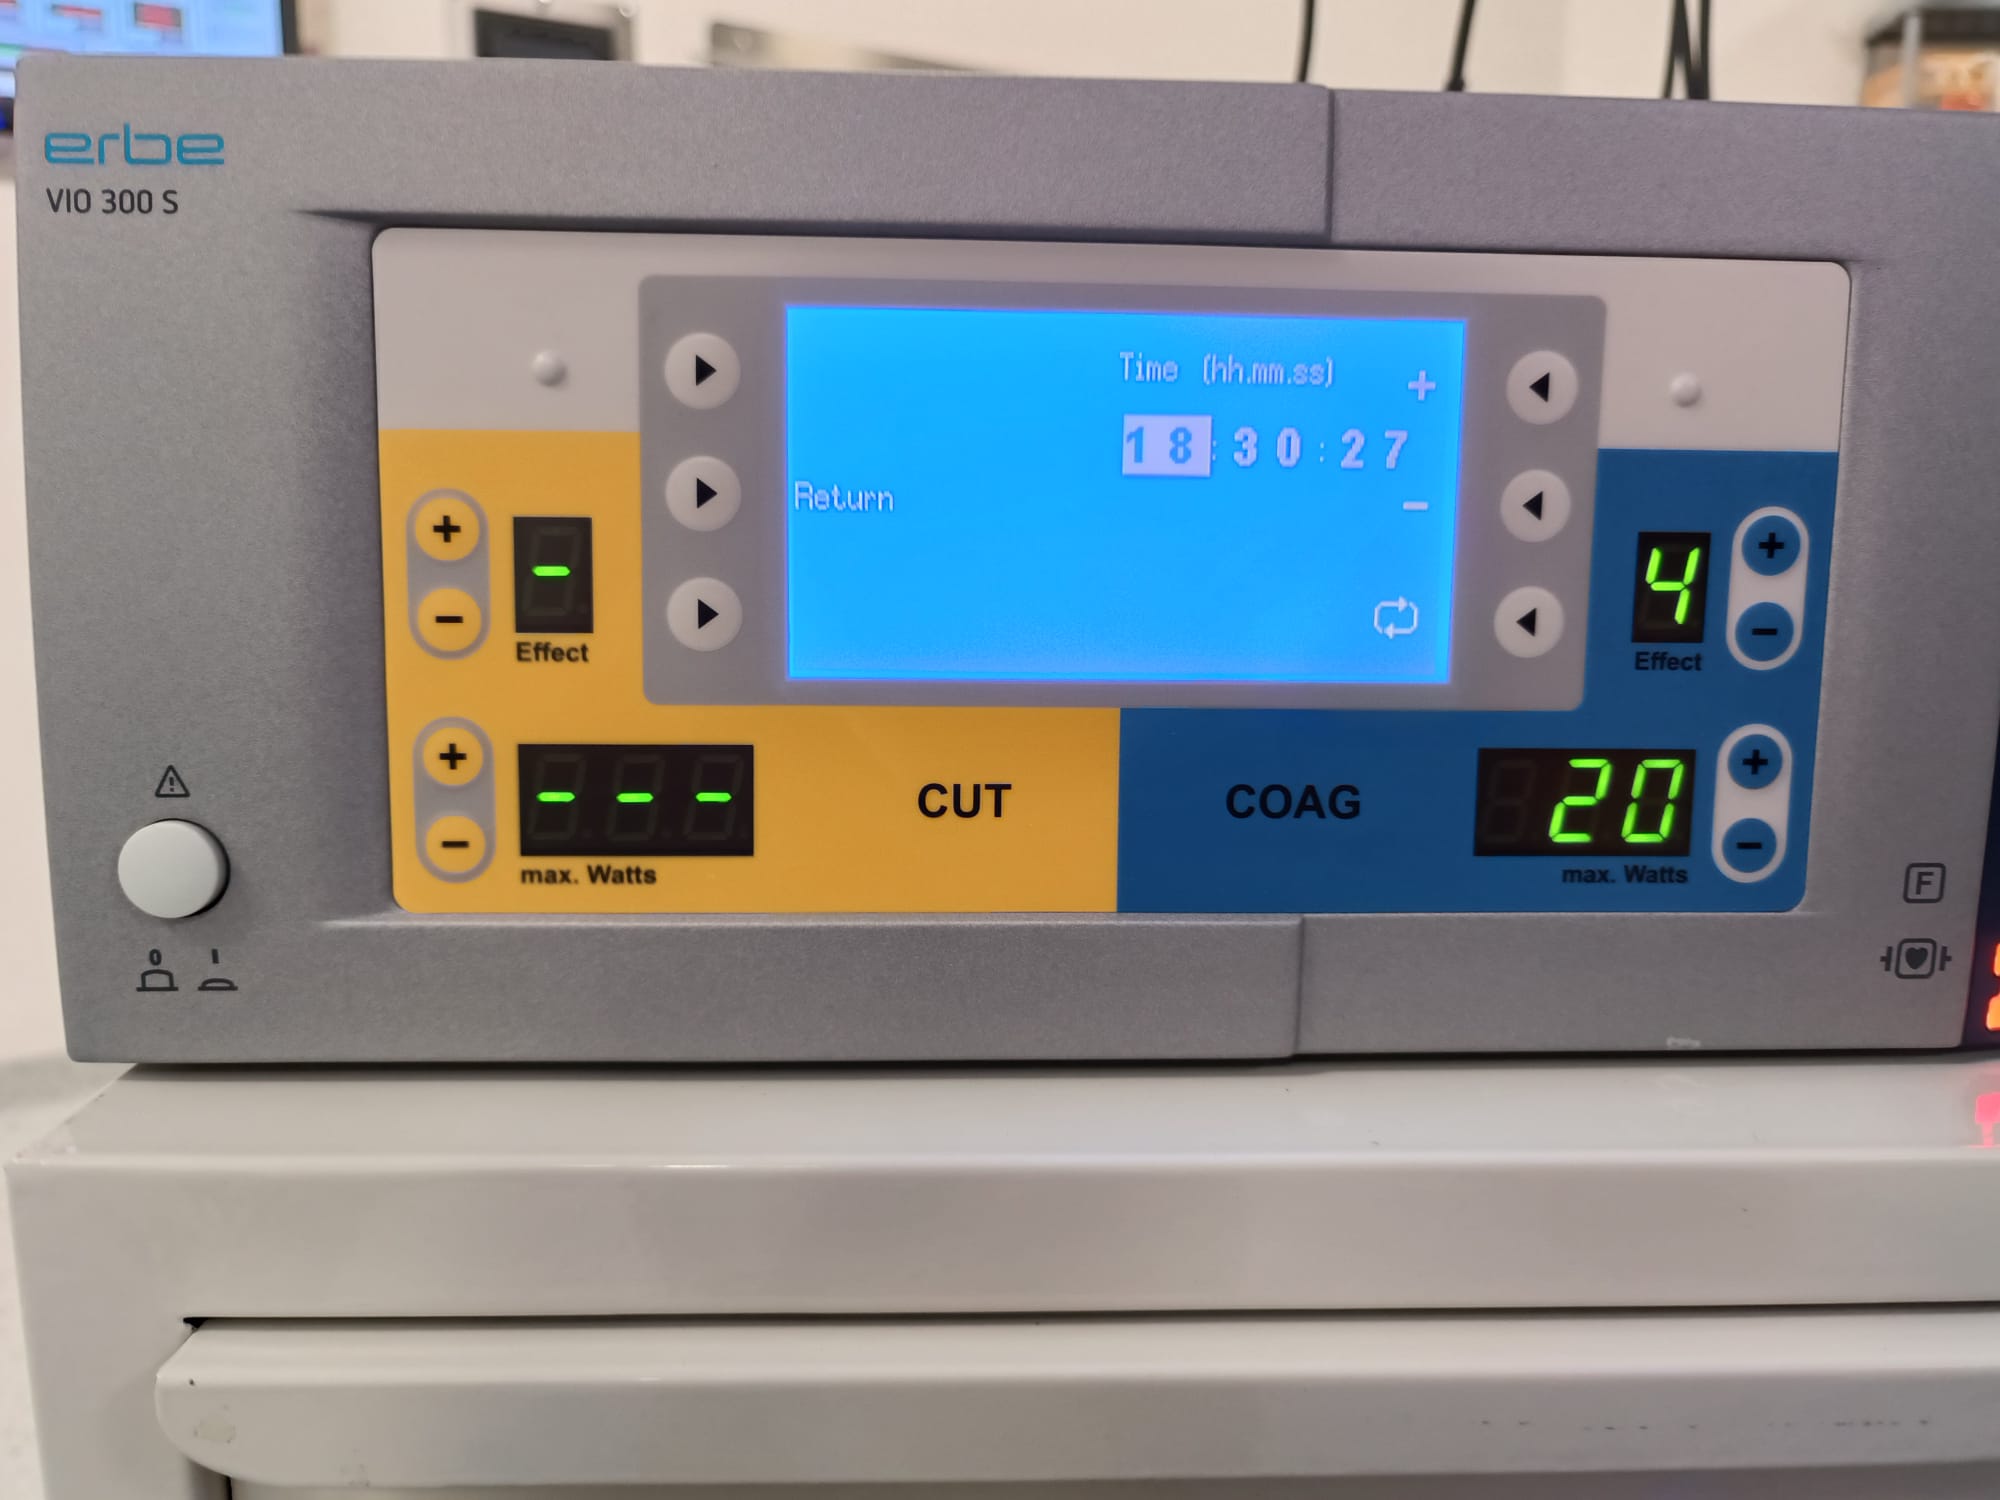 erbe
VIO 300 S
Time (hh.mm.ss)
+
18:30:27
Return
-
+
-
-
Effect
4
+
-
Effect
+
-
---
max. Watts
CUT
COAG
20
max. Watts
+
-
F
0 I